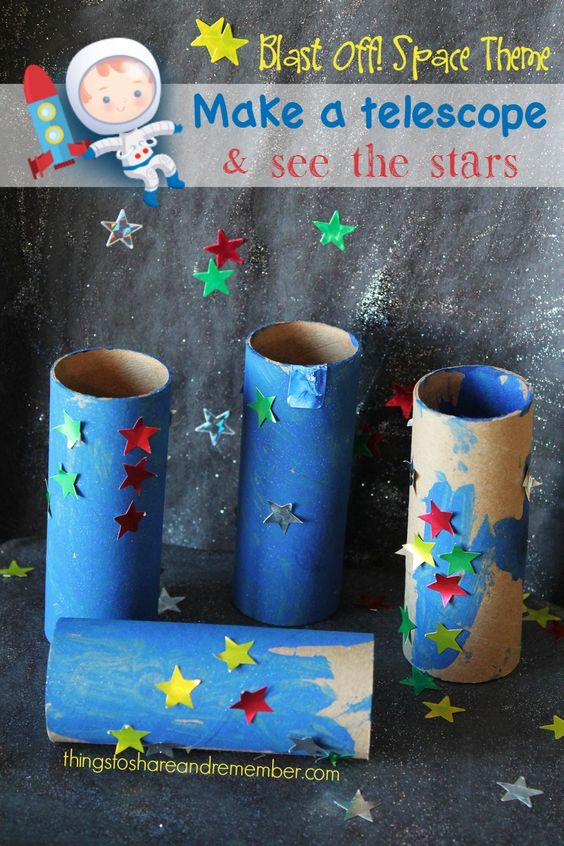 Blast Off! Space Theme
Make a telescope
& see the stars
thingstoshareandremember.com